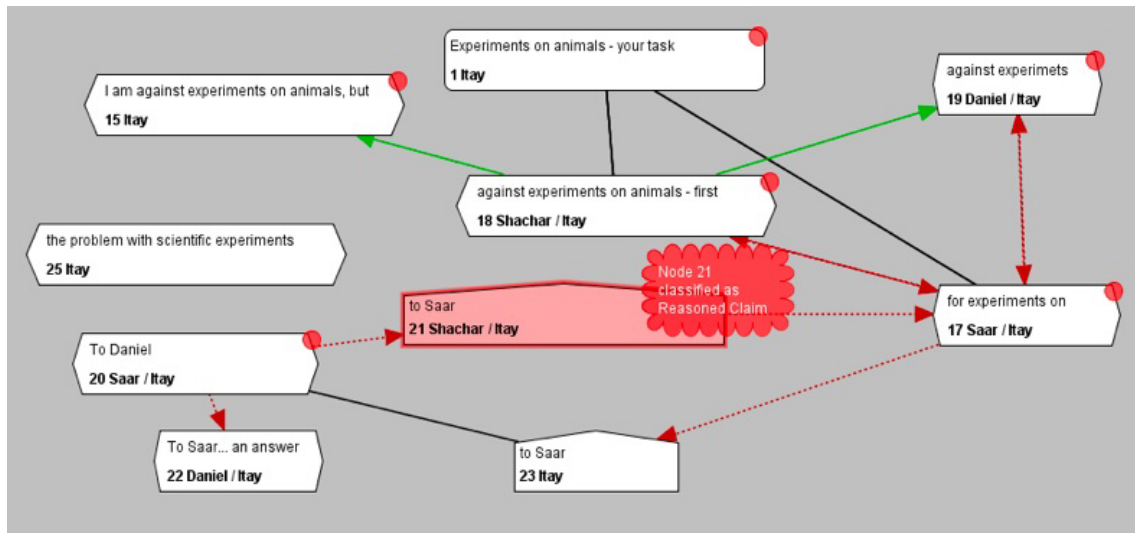 Experiments on animals - your task
1 Itay
against experimets
19 Daniel / Itay
I am against experiments on animals, but
15 Itay
against experiments on animals - first
18 Shachar / Itay
the problem with scientific experiments
25 Itay
Node 21
classified as
Reasoned Claim
to Saar
21 Shachar / Itay
for experiments on
17 Saar / Itay
To Daniel
20 Saar / Itay
To Saar... an answer
22 Daniel / Itay
to Saar
23 Itay